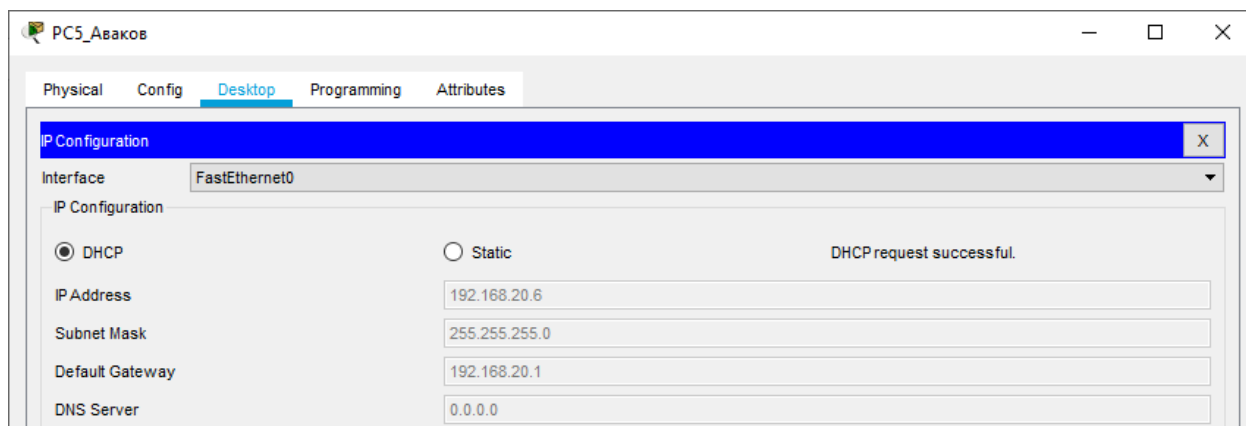 PC5_Аваков
Physical Config Desktop Programming Attributes
IP Configuration X
Interface FastEthernet0
IP Configuration
DHCP Static DHCP request successful.
IP Address 192.168.20.6
Subnet Mask 255.255.255.0
Default Gateway 192.168.20.1
DNS Server 0.0.0.0